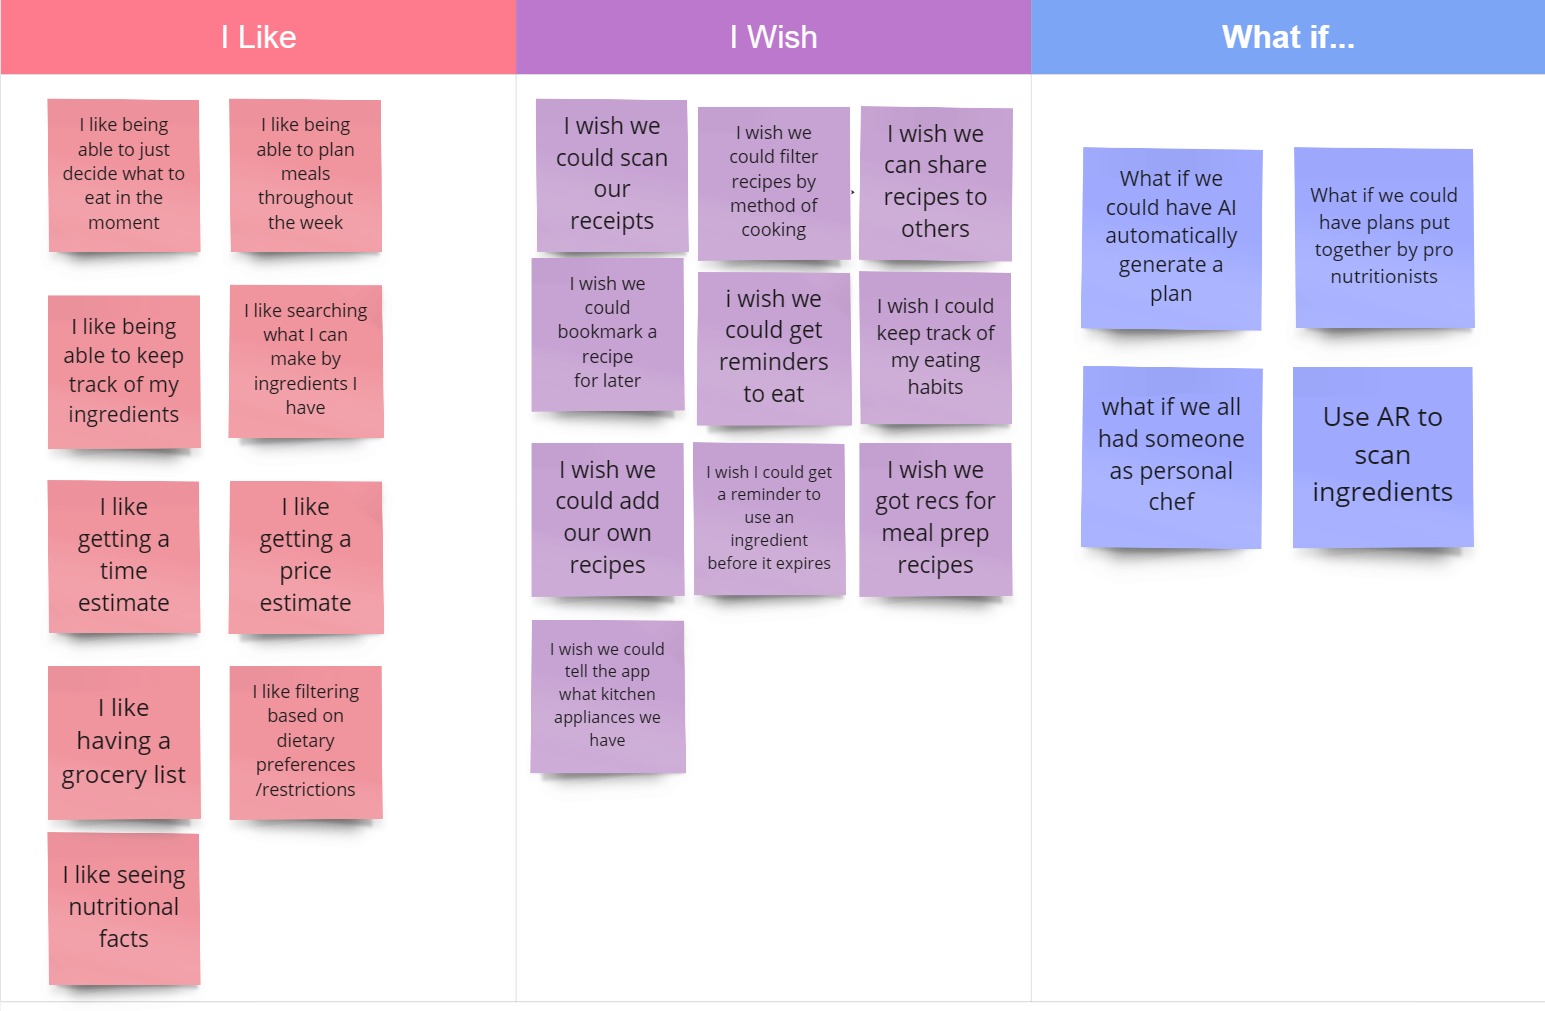 I Like
I Wish
What if...
I like being
able to just
decide what to
eat in the
moment
I like being
able to plan
meals
throughout
the week
I like being
able to keep
track of my
ingredients
I like searching
what I can
make by
ingredients I
have
I like
getting a
time
estimate
I like
getting a
price
estimate
I like
having a
grocery list
I like filtering
based on
dietary
preferences
/restrictions
I like seeing
nutritional
facts
I wish we
could scan
our
receipts
I wish we
could filter
recipes by
method of
cooking
I wish we
can share
recipes to
others
I wish we
could
bookmark a
recipe
for later
i wish we
could get
reminders
to eat
I wish I could
keep track of
my eating
habits
I wish we
could add
our own
recipes
I wish I could get
a reminder to
use an
ingredient
before it expires
I wish we
got recs for
meal prep
recipes
I wish we could
tell the app
what kitchen
appliances we
have
What if we
could have AI
automatically
generate a
plan
What if we could
have plans put
together by pro
nutritionists
what if we all
had someone
as personal
chef
Use AR to
scan
ingredients